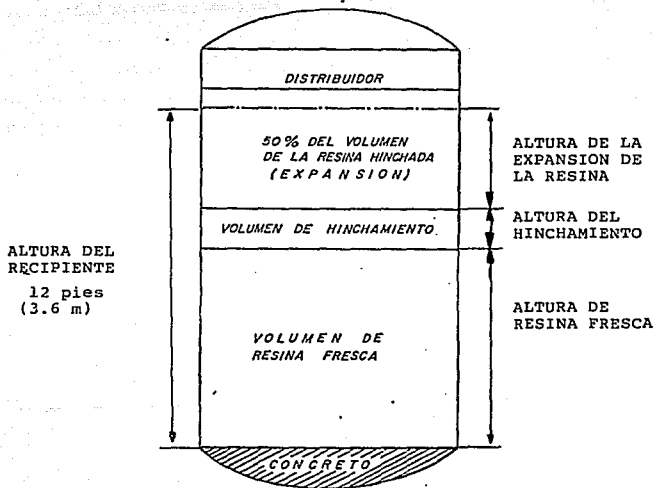 DISTRIBUIDOR
50% DEL VOLUMEN
DE LA RESINA HINCHADA
(EXPANSION)
ALTURA DE LA
EXPANSION DE
LA RESINA
VOLUMEN DE HINCHAMIENTO
ALTURA DEL
HINCHAMIENTO
ALTURA DEL
RECIPIENTE
12 pies
(3.6 m)
ALTURA DE
RESINA FRESCA
VOLUMEN DE
RESINA FRESCA
CONCRETO